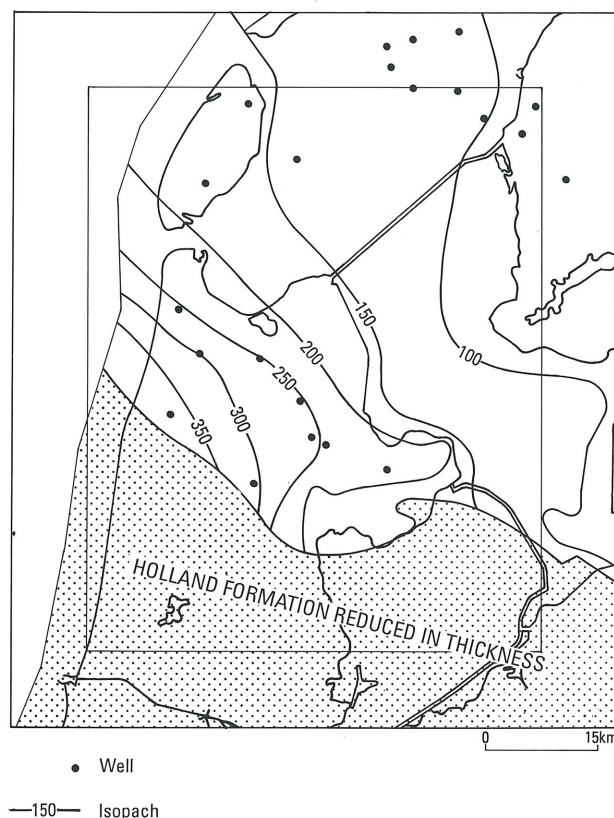 150
200
100
250
300
350
HOLLAND FORMATION REDUCED IN THICKNESS
0 15km
Well
150 Isopach